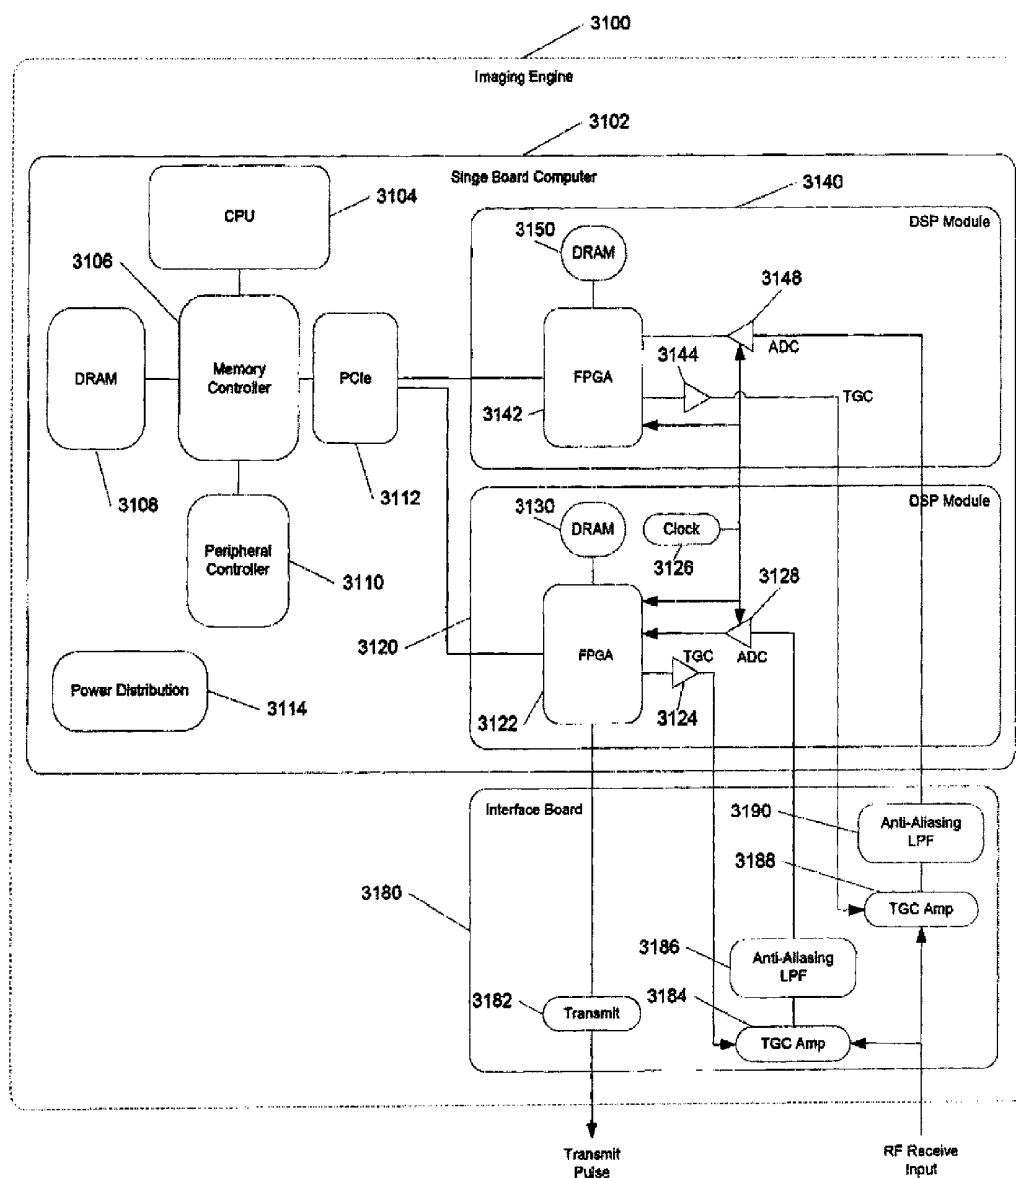 3100
Imaging Engine
3102
Singe Board Computer
3104
CPU
3140
DSP Module
3150
DRAM
3106
3148
ADC
3144
DRAM
Memory
Controller
PCIe
FPGA
TGC
3142
3108
3112
DSP Module
3130
DRAM
Clock
3126
Peripheral
Controller
3110
3128
3120
FPGA
TGC
ADC
Power Distribution
3114
3122
3124
Interface Board
3190
Anti-Aliasing
LPF
3188
TGC Amp
3180
3186
Anti-Aliasing
LPF
3182
Transmit
3184
TGC Amp
Transmit
Pulse
RF Receive
Input